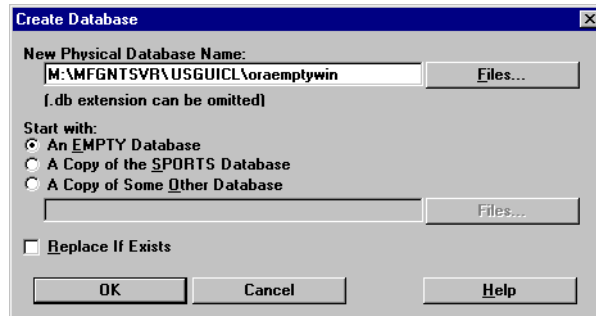 Create Database
New Physical Database Name:
M:\MFGNTSVR\USGUICL\oraemptywin
Files...
(.db extension can be omitted)
Start with:
An EMPTY Database
A Copy of the SPORTS Database
A Copy of Some Other Database
Files...
Replace If Exists
OK
Cancel
Help